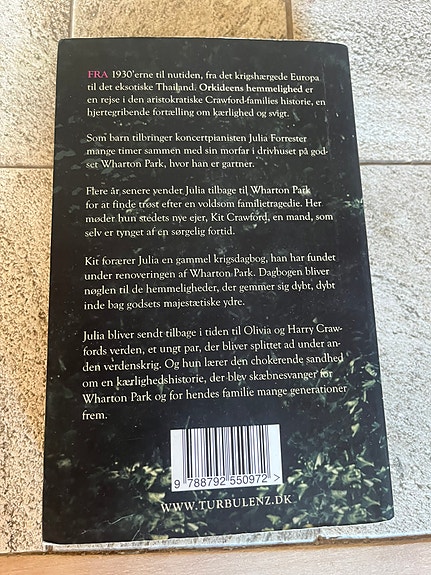 FRA 1930'erne til nutiden, fra det krigshærgede Europa
til det eksotiske Thailand. Orkideens hemmelighed er
en rejse i den aristokratiske Crawford-families historie, en
hjertegribende fortælling om kærlighed og svigt.
Som barn tilbringer koncertpianisten Julia Forrester
mange timer sammen med sin morfar i drivhuset på god-
set Wharton Park, hvor han er gartner.
Flere år senere vender Julia tilbage til Wharton Park
for at finde trøst efter en voldsom familietragedie. Her
møder hun stedets nye ejer, Kit Crawford, en mand, som
selv er tynget af en sørgelig fortid.
Kit forærer Julia en gammel krigsdagbog, han har fundet
under renoveringen af Wharton Park. Dagbogen bliver
nøglen til de hemmeligheder, der gemmer sig dybt, dybt
inde bag godsets majestætiske ydre.
Julia bliver sendt tilbage i tiden til Olivia og Harry Craw-
fords verden, et ungt par, der bliver splittet ad under an-
den verdenskrig. Og hun lærer den chokerende sandhed
om en kærlighedshistorie, der blev skæbnesvanger for
Wharton Park og for hendes familie mange generationer
frem.
9 788792 550972 >
WWW.TURBULENZ.DK